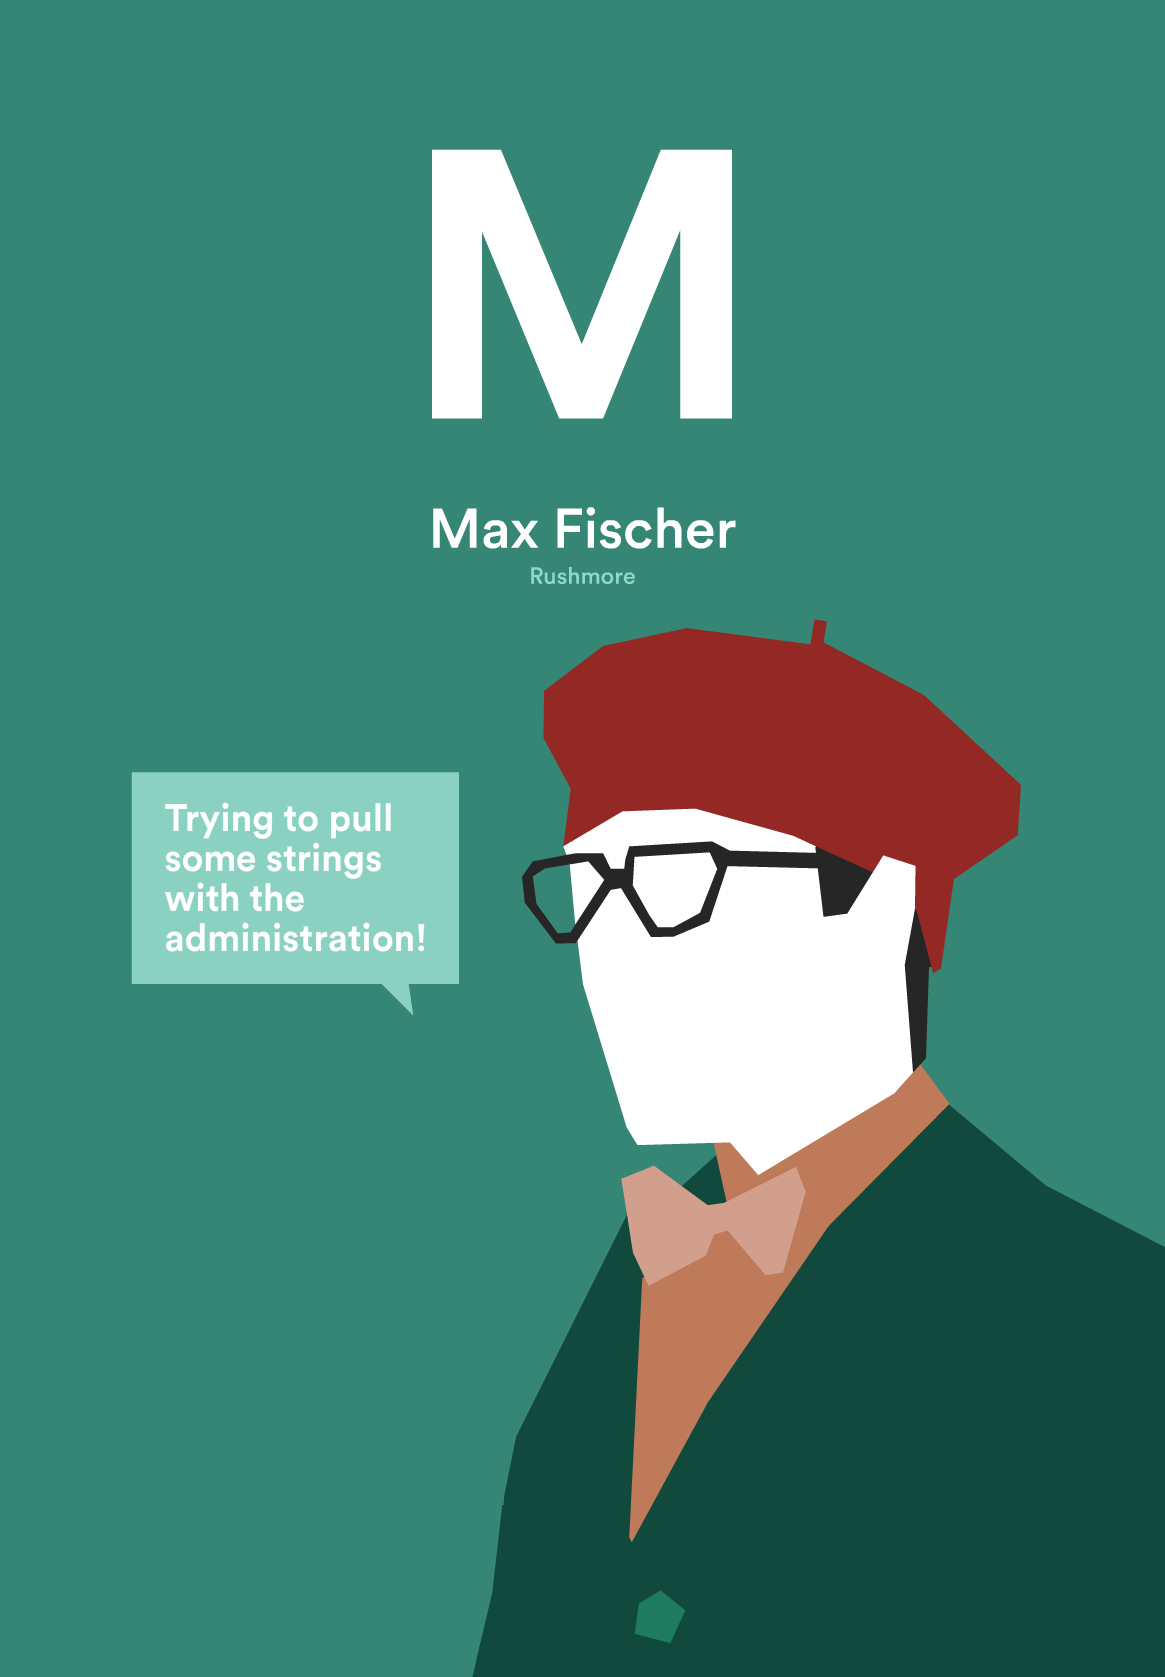 M
Max Fischer
Rushmore
Trying to pull
some strings
with the
administration!